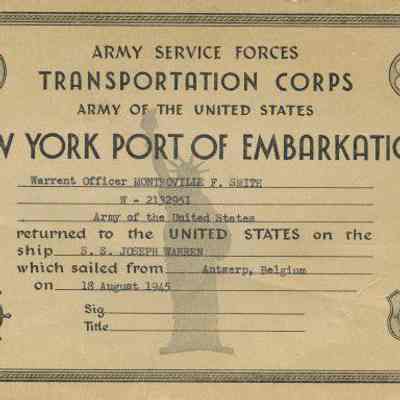 ARMY SERVICE FORCES
TRANSPORTATION CORPS
ARMY OF THE UNITED STATES
W YORK PORT OF EMBARKATIO
Warrent Officer MONTROVILLE F. SMITH
W - 2132951
Army of the United States
returned to the UNITED STATES on the
ship S. S. JOSEPH WARREN
which sailed from Antwerp, Belgium
on 18 August 1945
Sig
Title